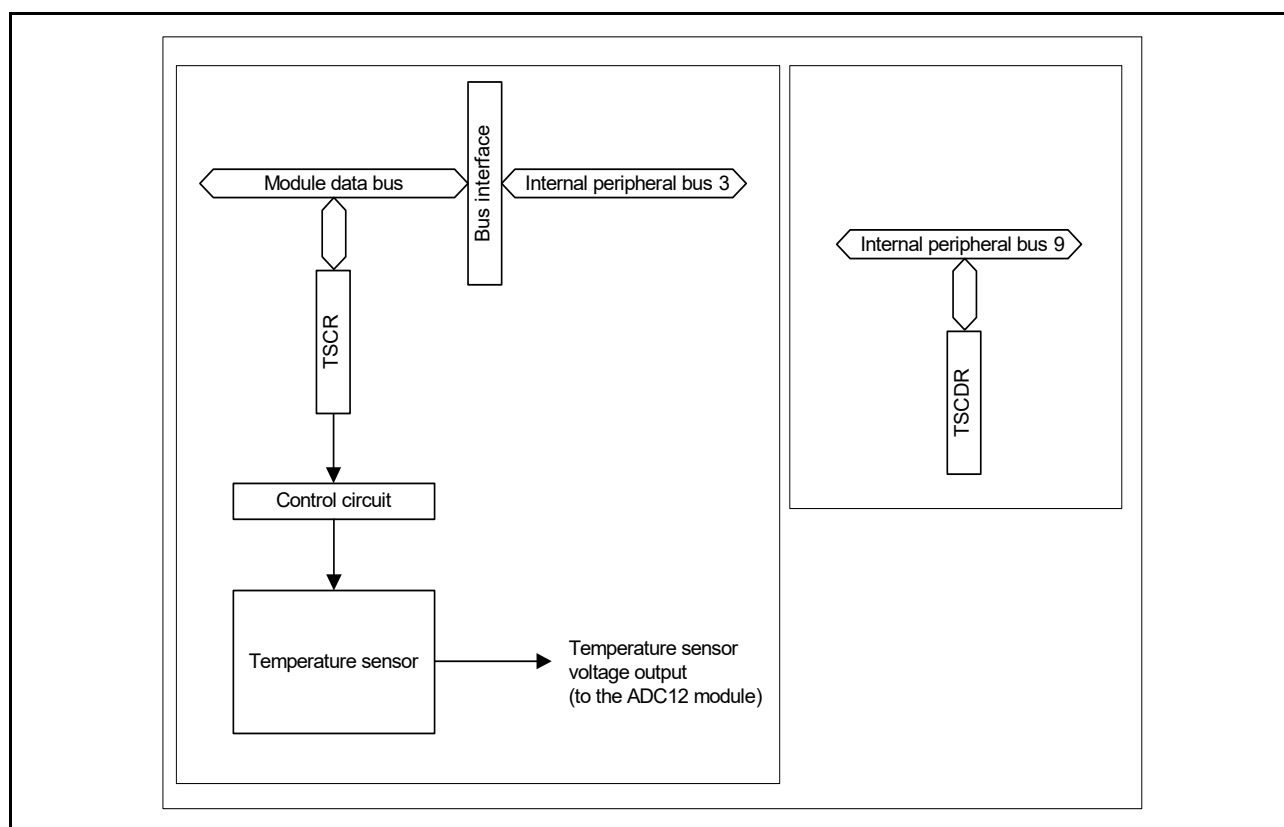 Bus interface
Module data bus
Internal peripheral bus 3
TSCR
Control circuit
Temperature sensor
Temperature sensor
voltage output
(to the ADC12 module)
Internal peripheral bus 9
TSCDR